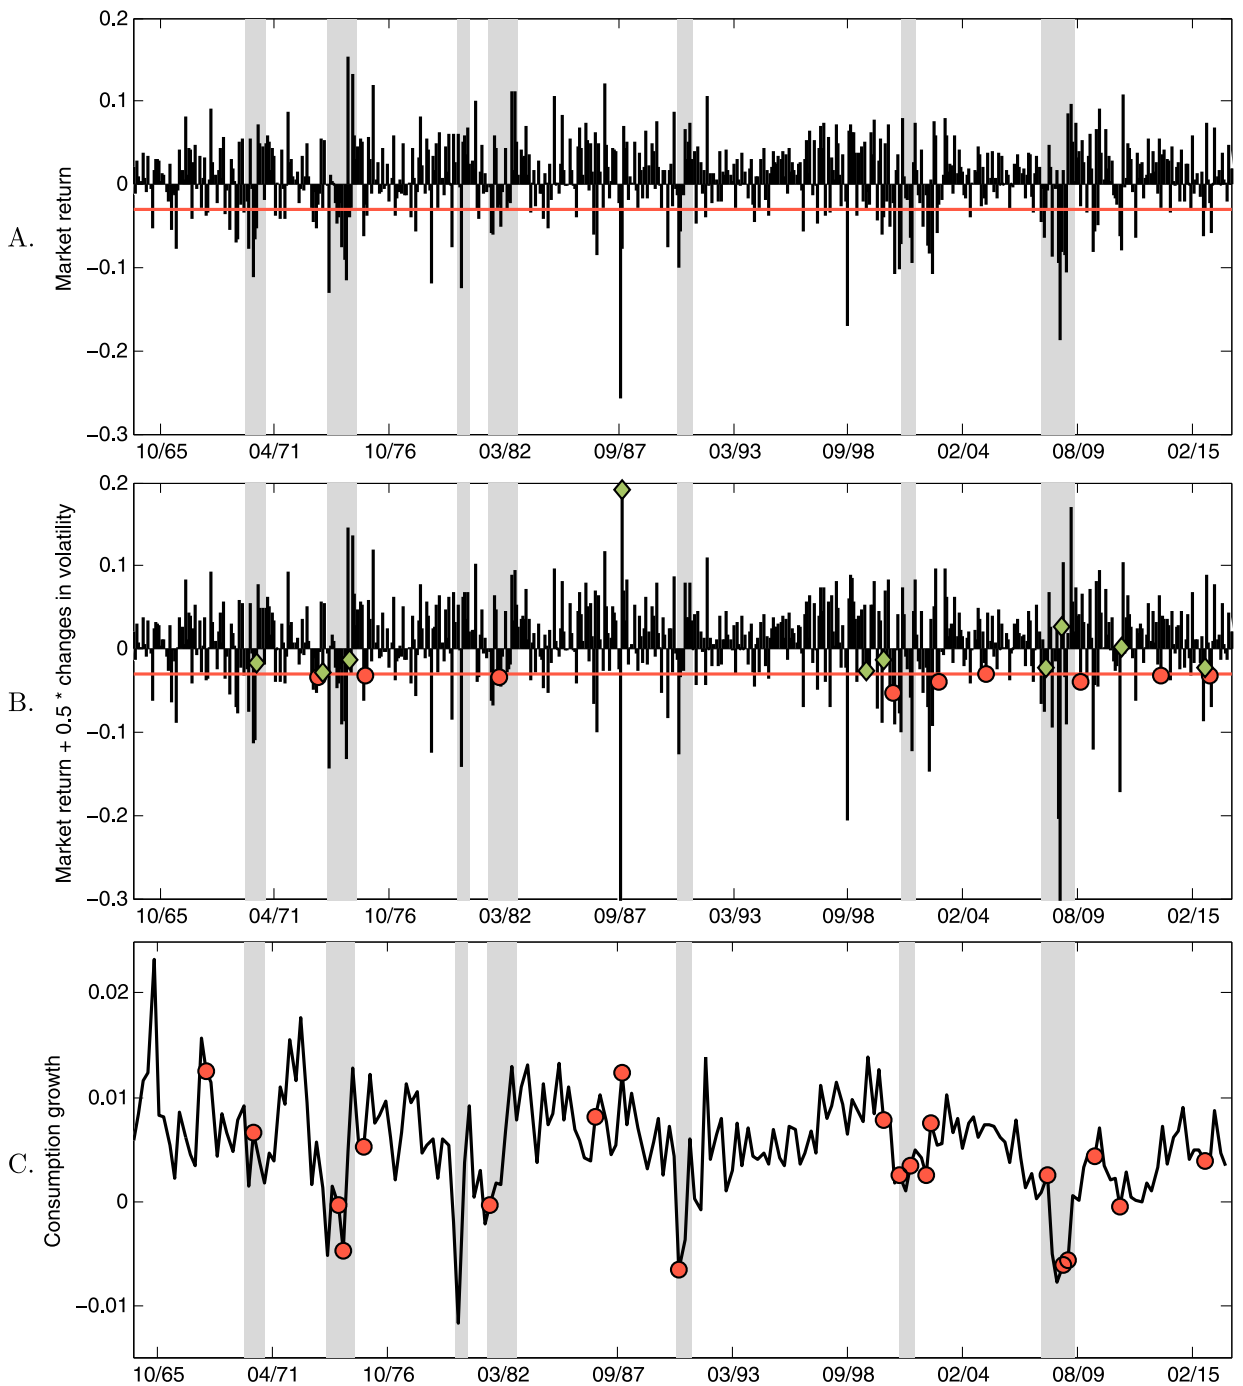 0.2
0.1
0
−0.1
−0.2
−0.3
A.
Market return
10/65 04/71 10/76 03/82 09/87 03/93 09/98 02/04 08/09 02/15
0.2
0.1
0
−0.1
−0.2
−0.3
B.
Market return + 0.5 * changes in volatility
10/65 04/71 10/76 03/82 09/87 03/93 09/98 02/04 08/09 02/15
0.02
0.01
0
−0.01
C.
Consumption growth
10/65 04/71 10/76 03/82 09/87 03/93 09/98 02/04 08/09 02/15